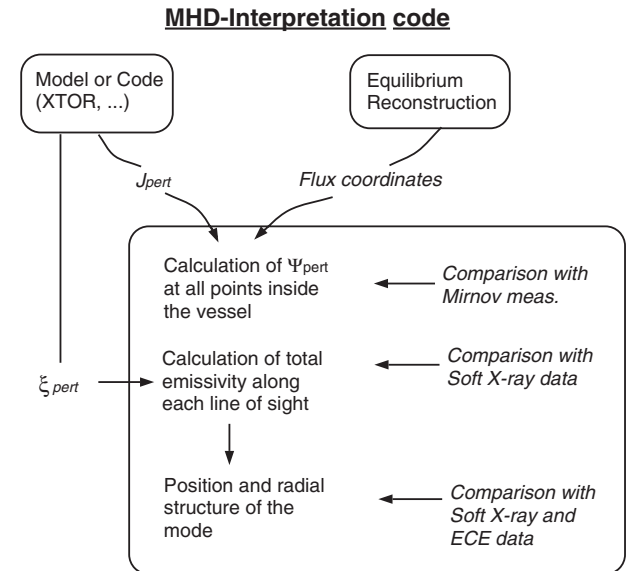 MHD-Interpretation code
Model or Code
(XTOR, ...)
Equilibrium
Reconstruction
Jpert
Flux coordinates
Calculation of Ψpert
at all points inside
the vessel
Comparison with
Mirnov meas.
ξ pert
Calculation of total
emissivity along
each line of sight
Comparison with
Soft X-ray data
Position and radial
structure of the
mode
Comparison with
Soft X-ray and
ECE data